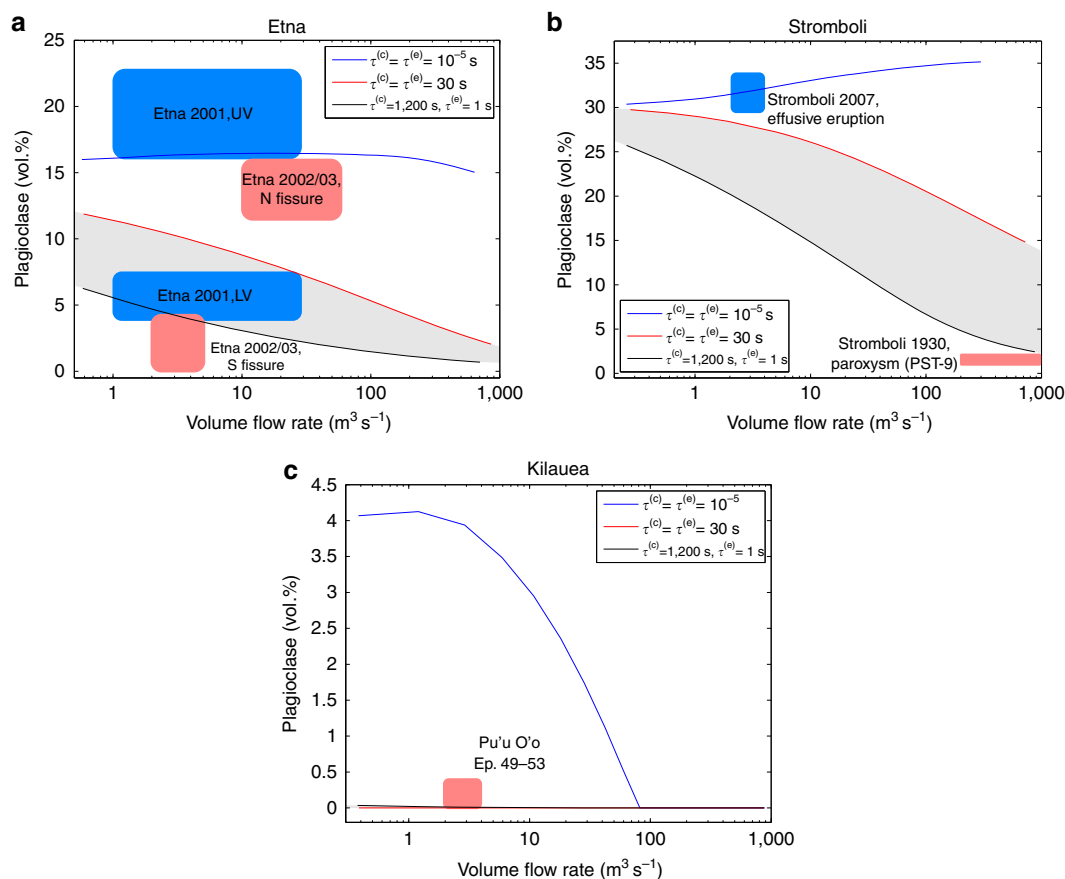 a
Etna
25
20
15
10
5
0
Plagioclase (vol.%)
τ(c)= τ(e)= 10−5 s
τ(c)= τ(e)= 30 s
τ(c)=1,200 s, τ(e)= 1 s
Etna 2001,UV
Etna 2002/03,
N fissure
Etna 2001,LV
Etna 2002/03,
S fissure
1 10 100 1,000
Volume flow rate (m3 s−1)
b
Stromboli
35
30
25
20
15
10
5
0
Plagioclase (vol.%)
Stromboli 2007,
effusive eruption
τ(c)= τ(e)= 10−5 s
τ(c)= τ(e)= 30 s
τ(c)=1,200 s, τ(e)= 1 s
Stromboli 1930,
paroxysm (PST-9)
1 10 100 1,000
Volume flow rate (m3 s−1)
c
Kilauea
4.5
4
3.5
3
2.5
2
1.5
1
0.5
0
Plagioclase (vol.%)
τ(c)= τ(e)= 10−5
τ(c)= τ(e)= 30 s
τ(c)=1,200 s, τ(e)= 1 s
Pu'u O'o
Ep. 49–53
1 10 100 1,000
Volume flow rate (m3 s−1)